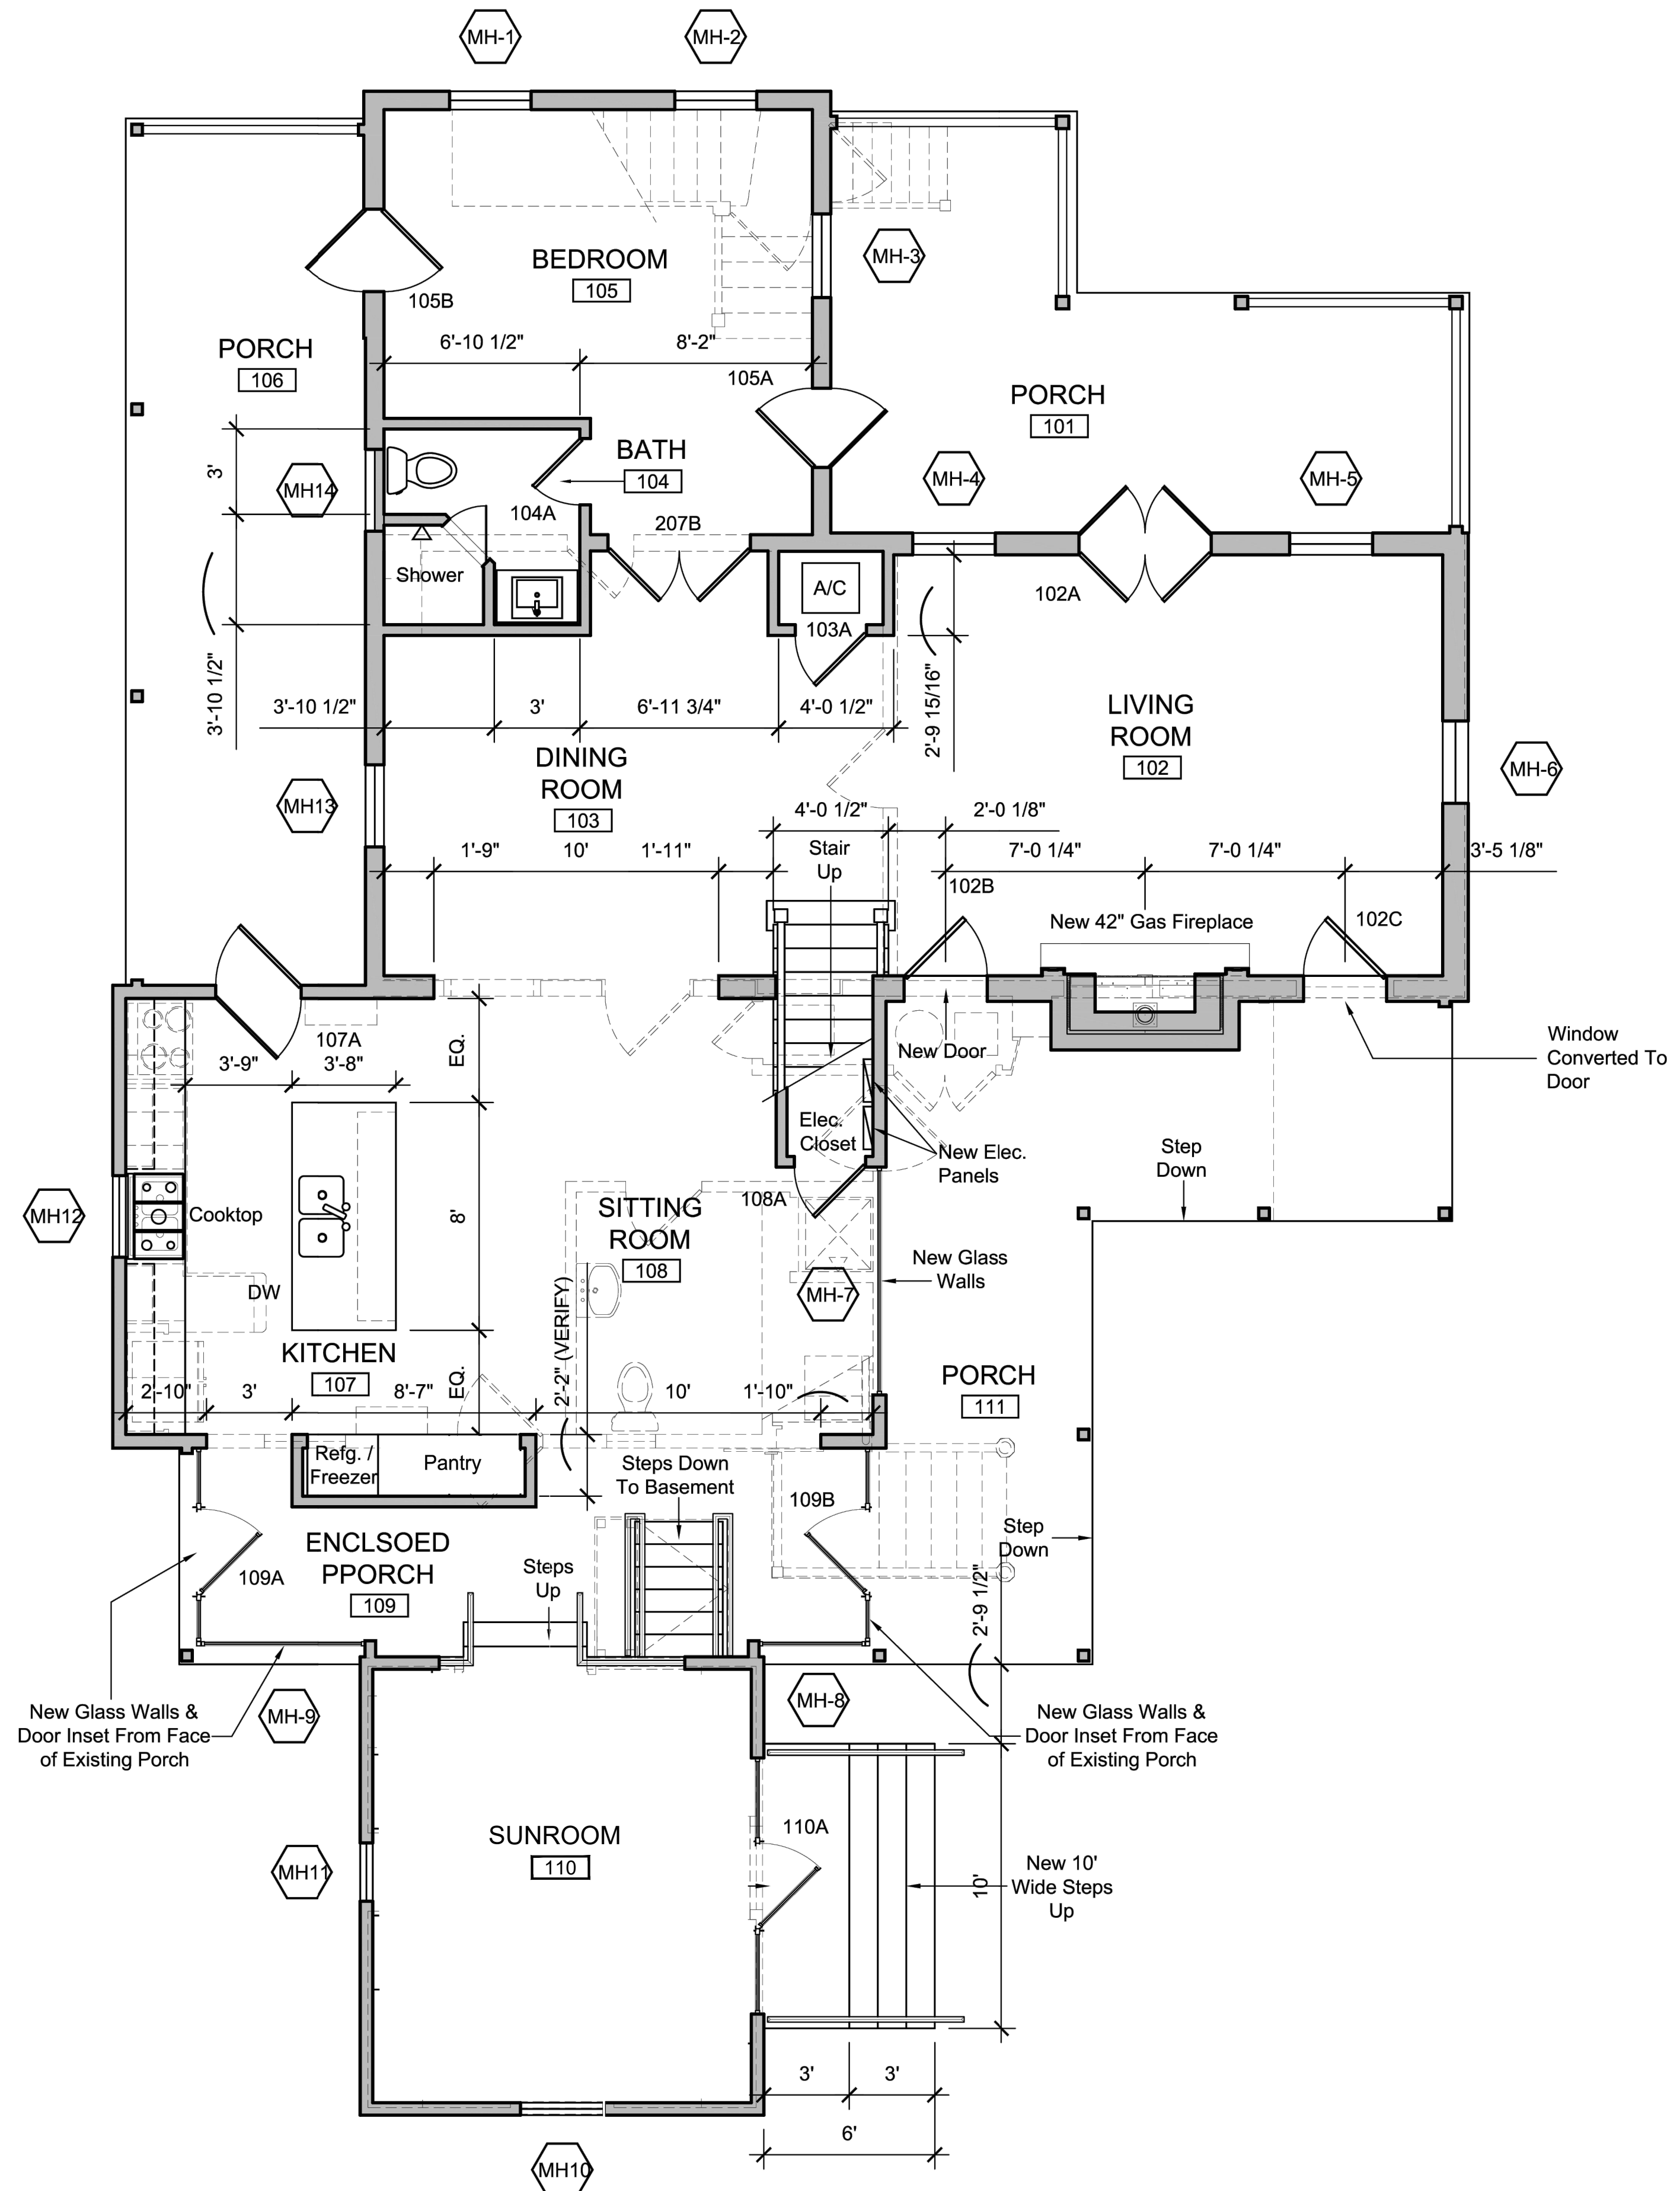 MH-1
MH-2
BEDROOM
105
MH-3
105B
6'-10 1/2"
8'-2"
105A
PORCH
106
PORCH
101
BATH
104
MH-4
MH-5
3'
MH14
104A
207B
Shower
A/C
102A
103A
3'-10 1/2"
3'-10 1/2"
3'
6'-11 3/4"
4'-0 1/2"
2'-9 15/16"
LIVING
ROOM
102
MH-6
DINING
ROOM
103
MH13
4'-0 1/2"
2'-0 1/8"
1'-9"
10'
1'-11"
Stair
Up
7'-0 1/4"
7'-0 1/4"
3'-5 1/8"
102B
New 42" Gas Fireplace
102C
107A
3'-9"
3'-8"
EQ.
New Door
Window
Converted To
Door
Elec.
Closet
New Elec.
Panels
Step
Down
MH12
Cooktop
8'
108A
SITTING
ROOM
108
New Glass
Walls
DW
MH-7
2'-2" (VERIFY)
KITCHEN
107
PORCH
111
2'-10"
3'
8'-7"
EQ.
10'
1'-10"
Refg. /
Freezer
Pantry
Steps Down
To Basement
109B
ENCLSOED
PPORCH
109
109A
Steps
Up
Step
Down
2'-9 1/2"
New Glass Walls &
Door Inset From Face
of Existing Porch
MH-9
MH-8
New Glass Walls &
Door Inset From Face
of Existing Porch
SUNROOM
110
110A
MH11
New 10'
Wide Steps
Up
10'
3'
3'
6'
MH10